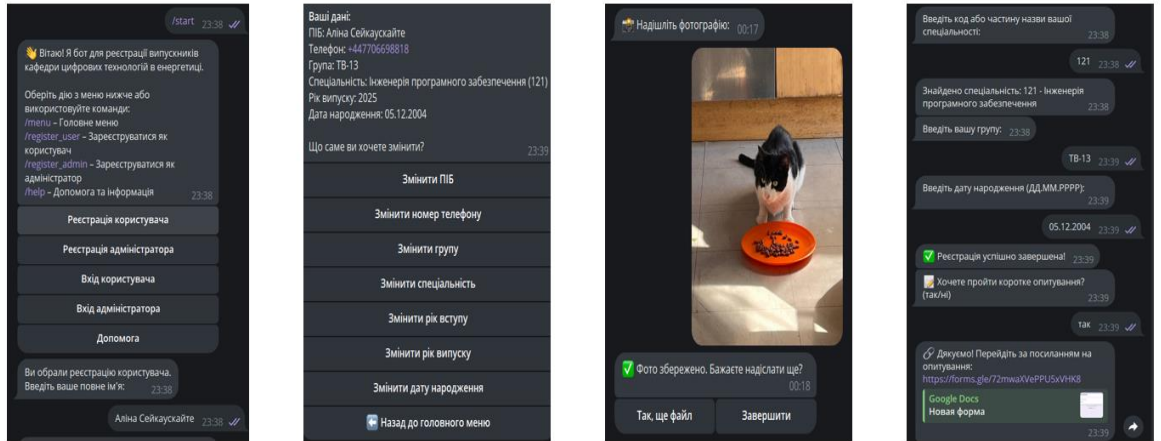 /start 23:38
👋 Вітаю! Я бот для реєстрації випускників
кафедри цифрових технологій в енергетиці.
Оберіть дію з меню нижче або
використовуйте команди:
/menu – Головне меню
/register_user – Зареєструватися як
користувач
/register_admin – Зареєструватися як
адміністратор
/help – Допомога та інформація 23:38
Реєстрація користувача
Реєстрація адміністратора
Вхід користувача
Вхід адміністратора
Допомога
Ви обрали реєстрацію користувача.
Введіть ваше повне ім'я: 23:38
Аліна Сейкаускайте 23:38
Ваші дані:
ПІБ: Аліна Сейкаускайте
Телефон: +447706698818
Група: ТВ-13
Спеціальність: Інженерія програмного забезпечення (121)
Рік випуску: 2025
Дата народження: 05.12.2004
Що саме ви хочете змінити? 23:39
Змінити ПІБ
Змінити номер телефону
Змінити групу
Змінити спеціальність
Змінити рік вступу
Змінити рік випуску
Змінити дату народження
Назад до головного меню
Надішліть фотографію: 00:17
✅ Фото збережено. Бажаєте надіслати ще?
00:18
Так, ще файл Завершити
Введіть код або частину назви вашої
спеціальності: 23:38
121 23:38
Знайдено спеціальність: 121 - Інженерія
програмного забезпечення 23:38
Введіть вашу групу: 23:38
ТВ-13 23:39
Введіть дату народження (ДД.ММ.РРРР):
23:39
05.12.2004 23:39
✅ Реєстрація успішно завершена! 23:39
📝 Хочете пройти коротке опитування?
(так/ні) 23:39
так 23:39
🔗 Дякуємо! Перейдіть за посиланням на
опитування:
https://forms.gle/72mwaXVePPU5xVHK8
Google Docs
Новая форма
23:39